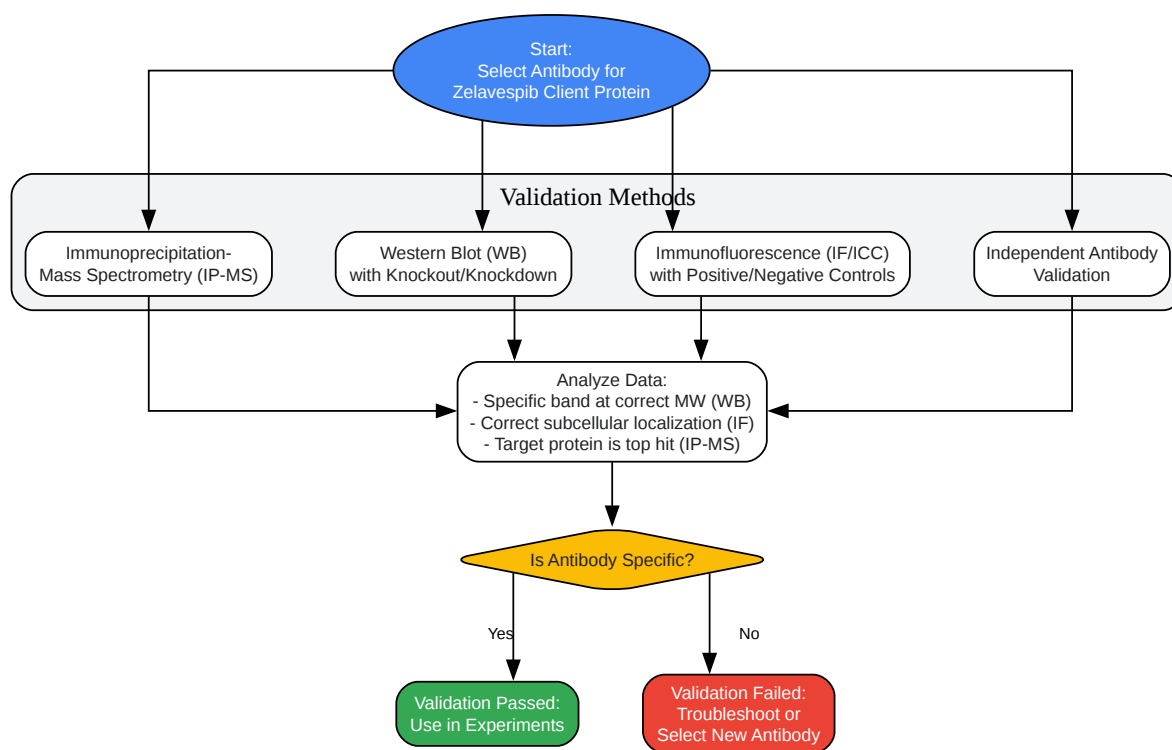 Start:
Select Antibody for
Zelavespib Client Protein
Validation Methods
Immunoprecipitation-
Mass Spectrometry (IP-MS)
Western Blot (WB)
with Knockout/Knockdown
Immunofluorescence (IF/ICC)
with Positive/Negative Controls
Independent Antibody
Validation
Analyze Data:
- Specific band at correct MW (WB)
- Correct subcellular localization (IF)
- Target protein is top hit (IP-MS)
Is Antibody Specific?
Yes
No
Validation Passed:
Use in Experiments
Validation Failed:
Troubleshoot or
Select New Antibody